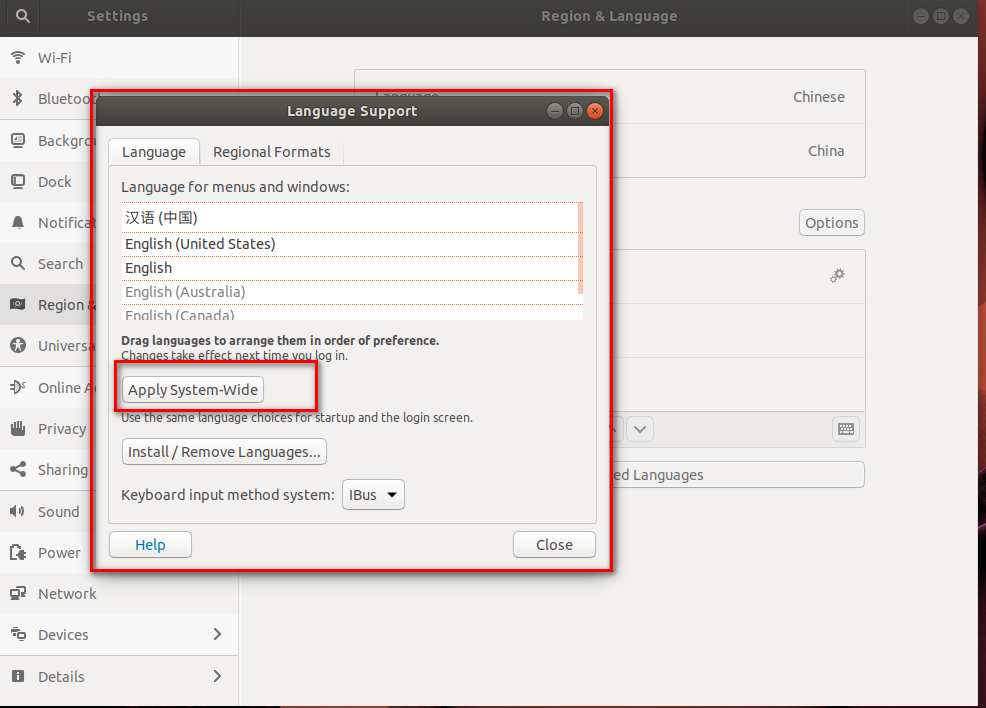 Settings
Region & Language
Wi-Fi
Bluetoo
Language
Chinese
Language Support
Backgro
Language
Regional Formats
China
Dock
Language for menus and windows:
Notificat
汉语 (中国)
Options
English (United States)
Search
English
English (Australia)
Region &
English (Canada)
Universa
Drag languages to arrange them in order of preference.
Changes take effect next time you log in.
Online A
Apply System-Wide
Use the same language choices for startup and the login screen.
Privacy
Install / Remove Languages...
Sharing
ed Languages
Keyboard input method system:
IBus
Sound
Help
Close
Power
Network
Devices
Details